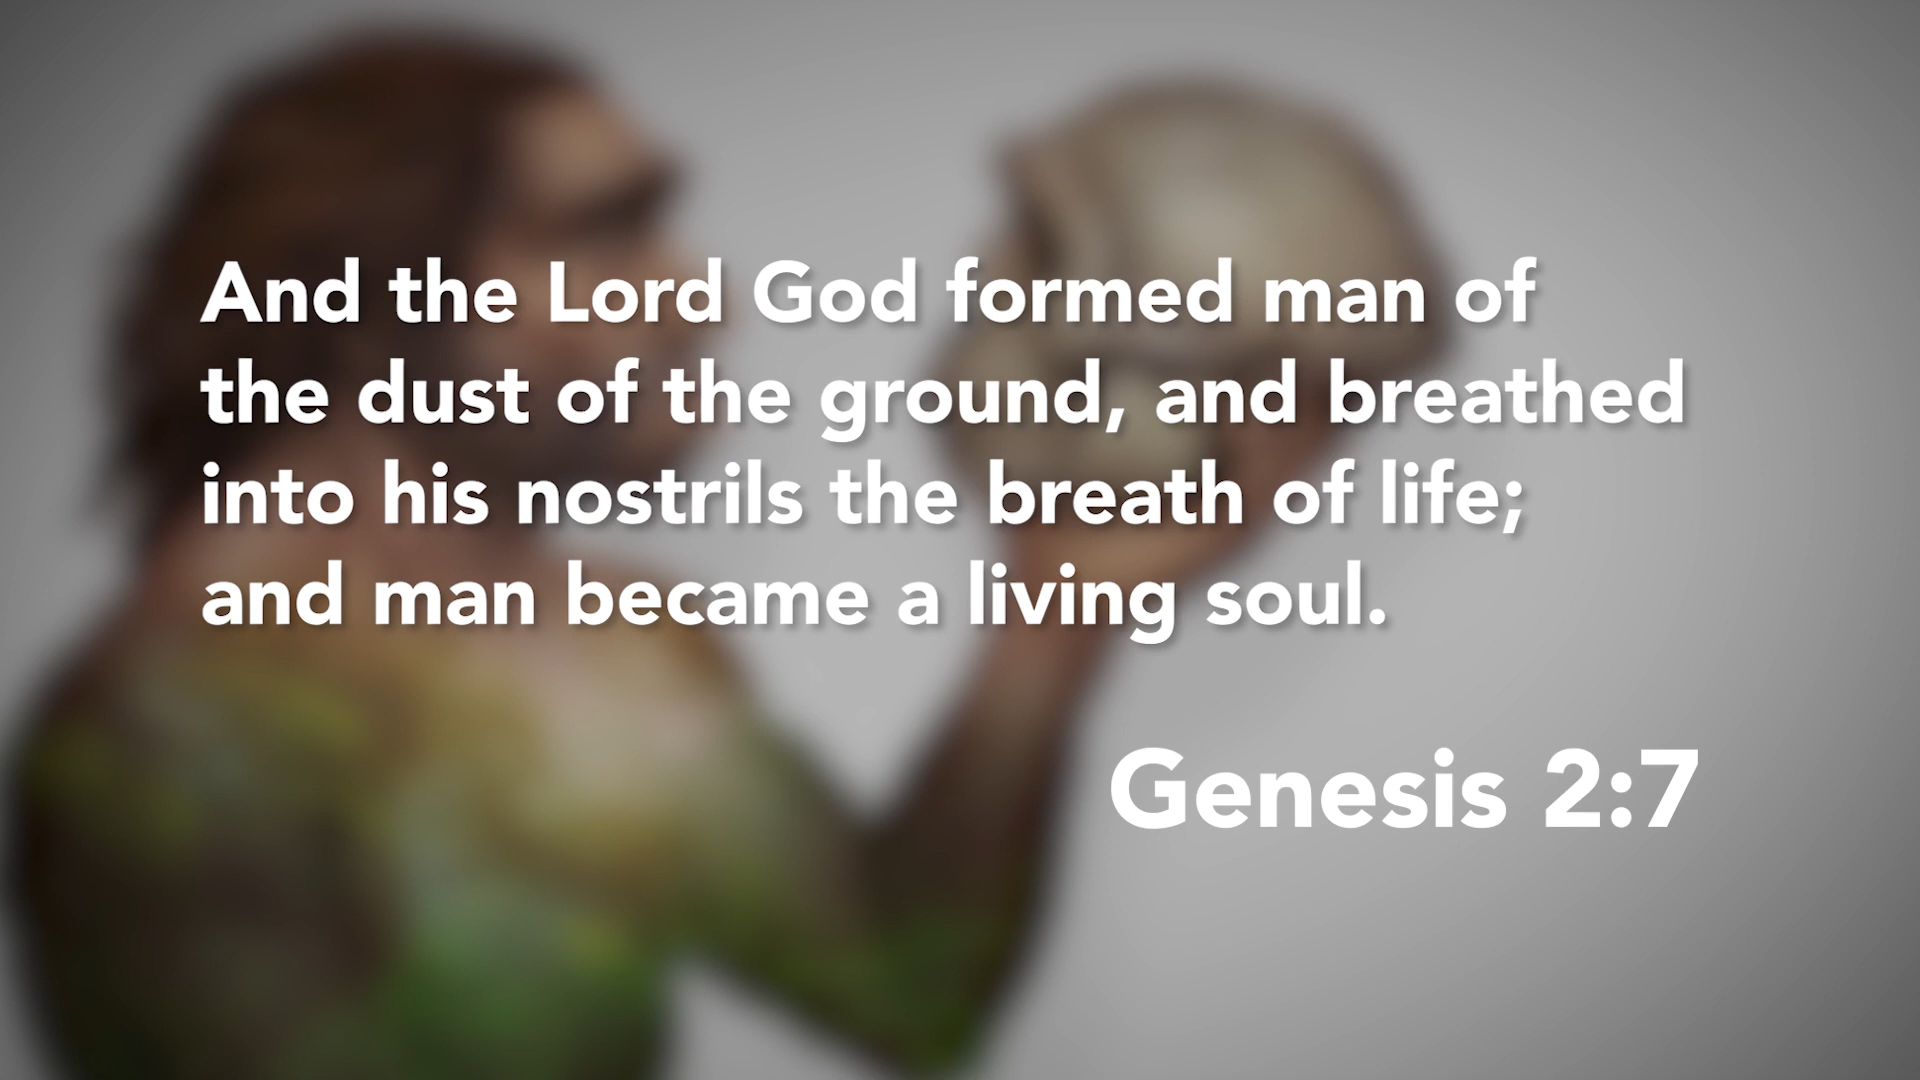 And the Lord God formed man of
the dust of the ground, and breathed
into his nostrils the breath of life;
and man became a living soul.
Genesis 2:7